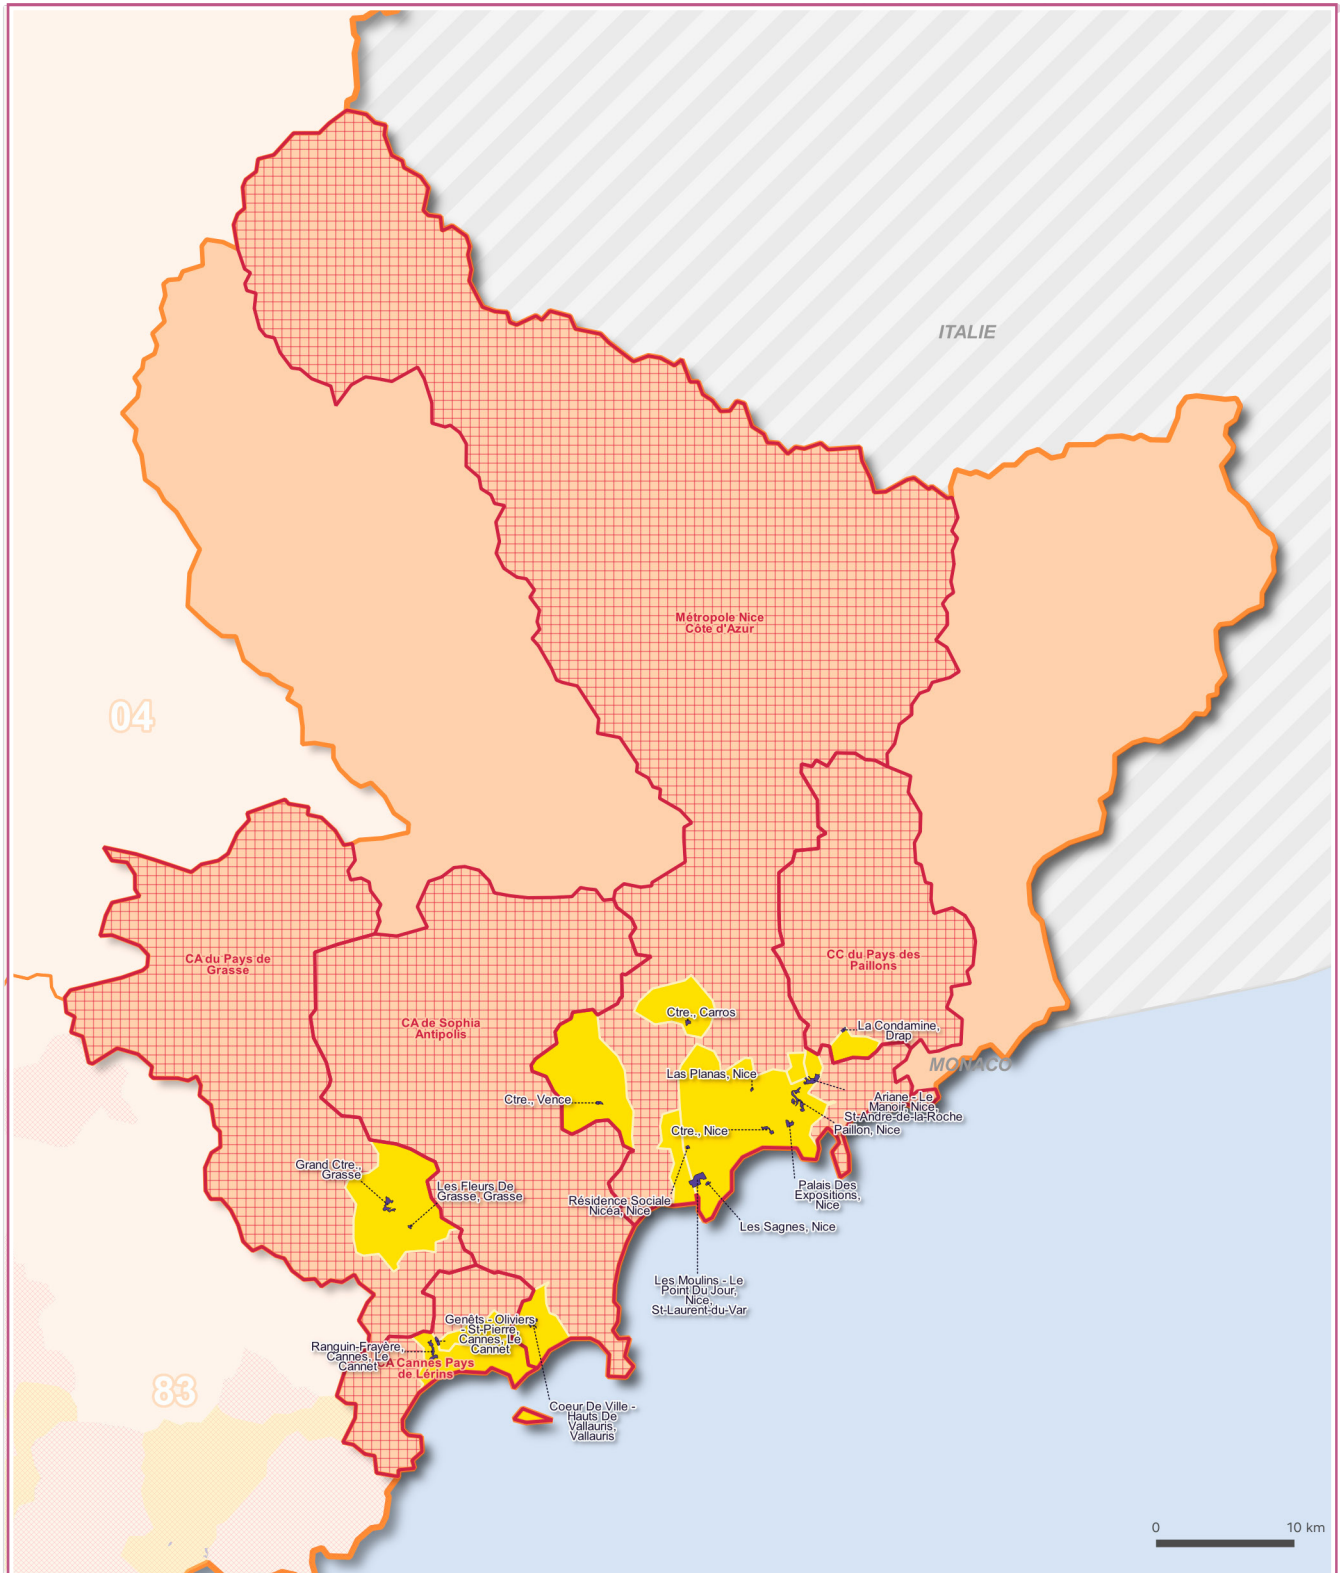 ITALIE
Métropole Nice
Côte d'Azur
04
CA du Pays de
Grasse
CC du Pays des
Paillons
CA de Sophia
Antipolis
Ctre., Carros
La Condamine,
Drap
MONACO
Las Planas, Nice
Ctre., Vence
Ariane - Le
Manoir, Nice,
St-André-de-la-Roche
Paillon, Nice
Ctre., Nice
Grand Ctre.,
Grasse
Les Fleurs De
Grasse, Grasse
Résidence Sociale
Nicéa, Nice
Palais Des
Expositions,
Nice
Les Sagnes, Nice
Les Moulins - Le
Point Du Jour,
Nice,
St-Laurent-du-Var
Genêts - Oliviers
- St-Pierre,
Cannes, Le
Cannet
Ranguin-Frayère,
Cannes, Le
Cannet
CA Cannes Pays
de Lérins
83
Coeur De Ville -
Hauts De
Vallauris,
Vallauris
0 10 km